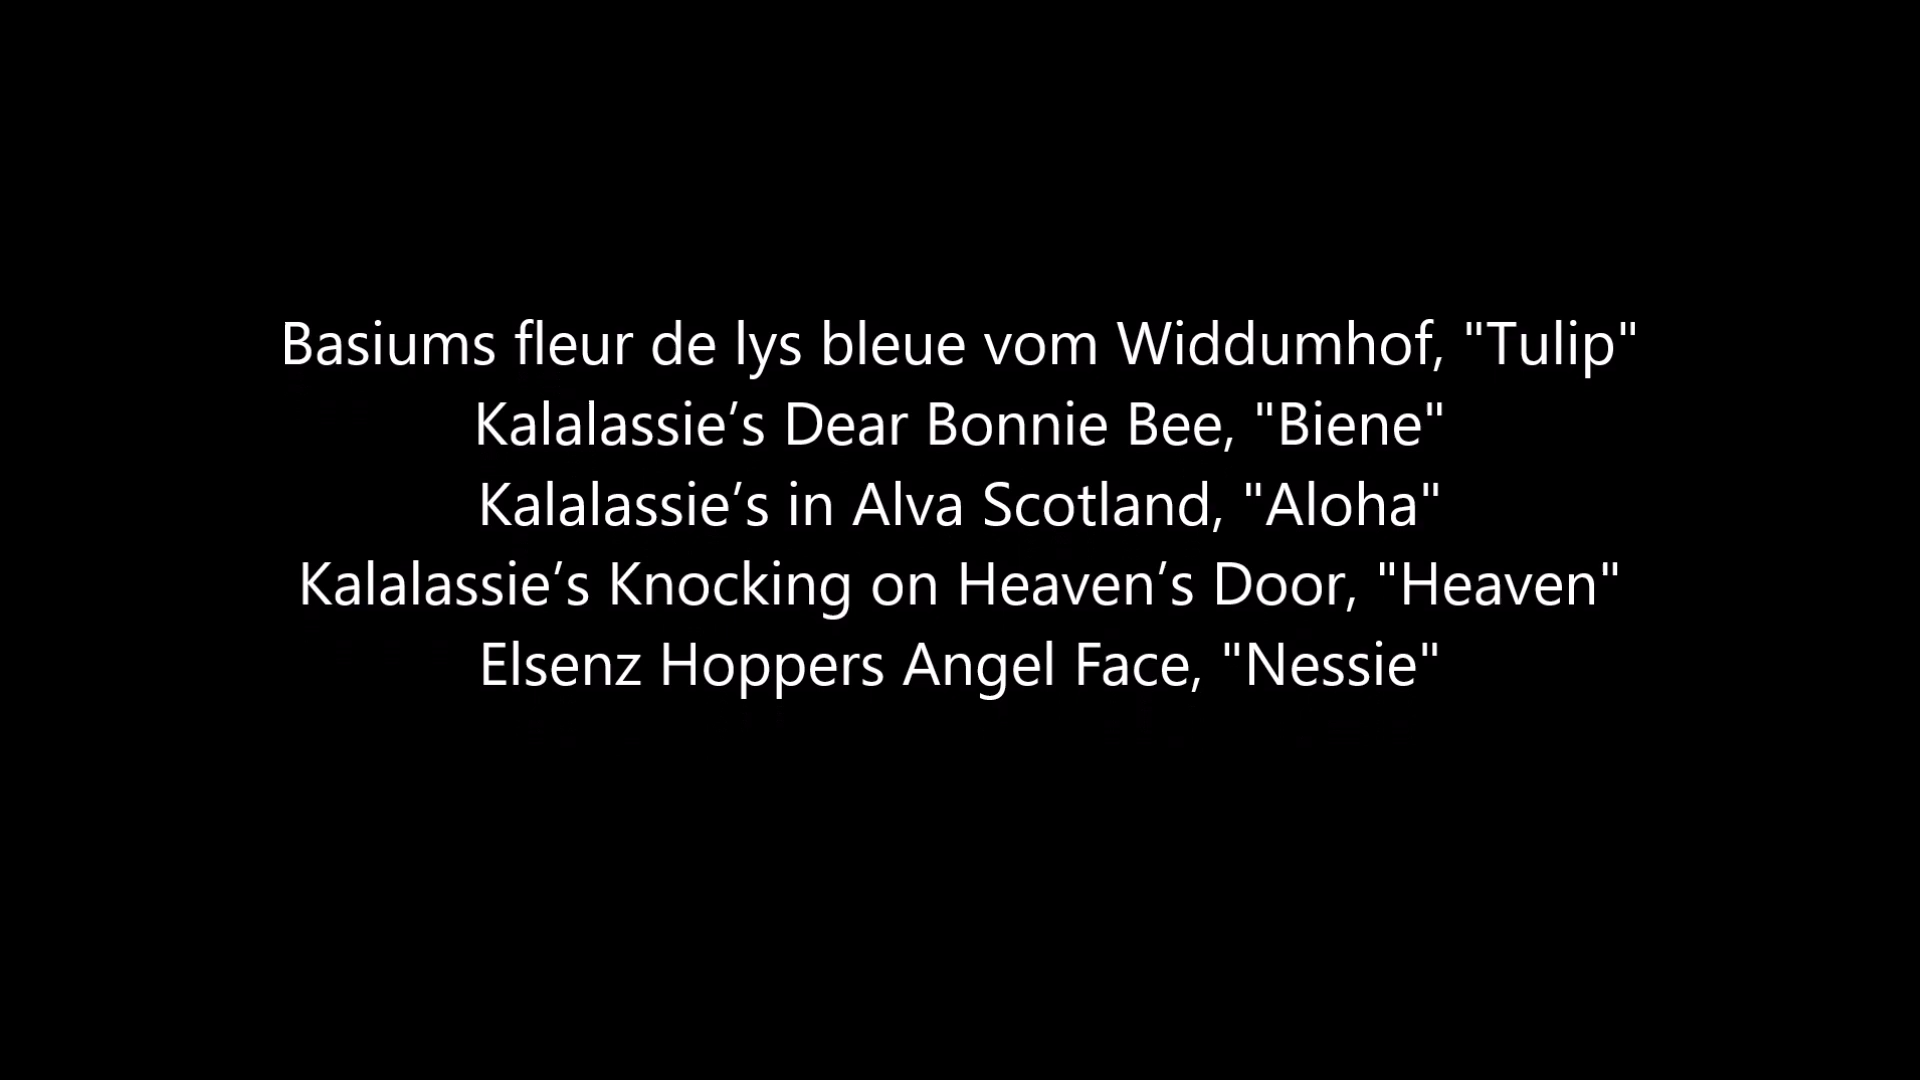 Basiums fleur de lys bleue vom Widdumhof, "Tulip"
Kalalassie’s Dear Bonnie Bee, "Biene"
Kalalassie’s in Alva Scotland, "Aloha"
Kalalassie’s Knocking on Heaven’s Door, "Heaven"
Elsenz Hoppers Angel Face, "Nessie"